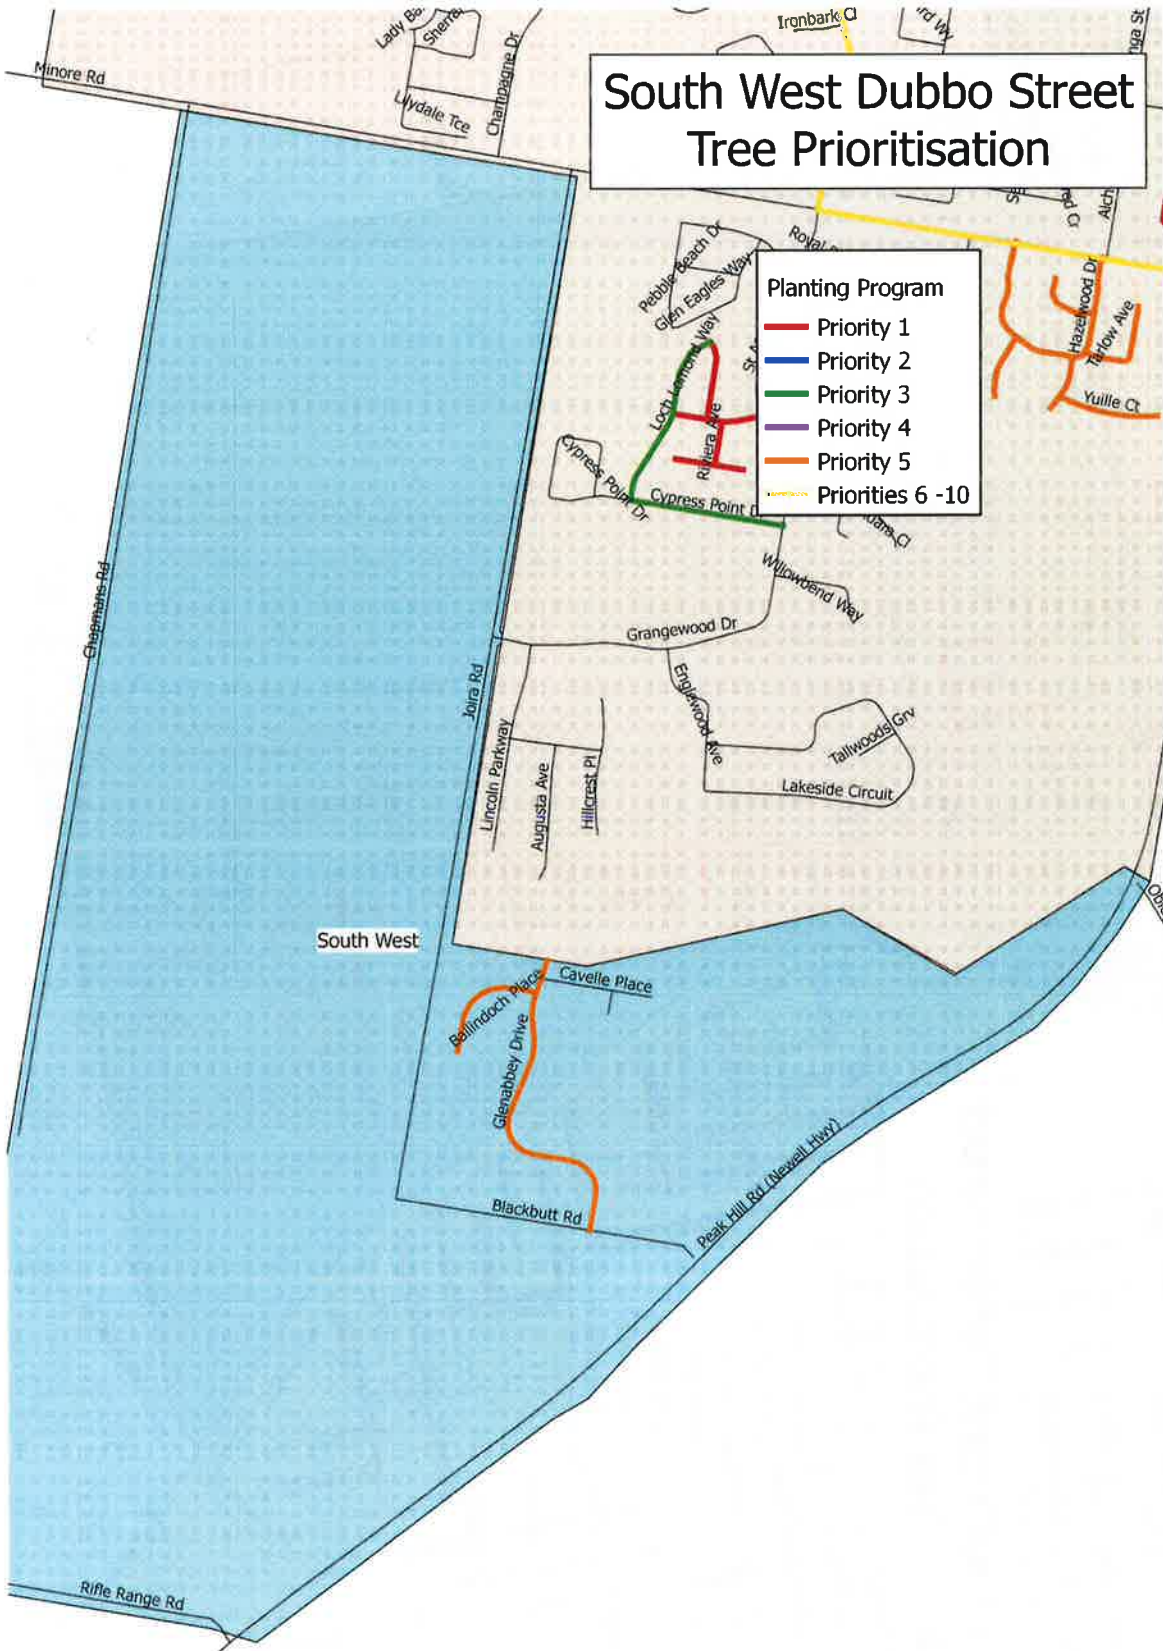 Ironbark Cl
Minore Rd
Lilydale Tce
Champagne Dr
South West Dubbo Street
Tree Prioritisation
Pebble Beach Dr
Glen Eagles Way
Planting Program
Priority 1
Priority 2
Priority 3
Priority 4
Priority 5
Priorities 6 -10
Hazelwood Dr
Tarlow Ave
Yuille Ct
Loch Lomond Way
Riviera Ave
Cypress Point Dr
Cypress Point D
Willowbend Way
Grangewood Dr
Chapmans Rd
Joira Rd
Englewood Ave
Tallwoods Grv
Lakeside Circuit
Lincoln Parkway
Augusta Ave
Hillcrest Pl
South West
Cavelle Place
Ballindoch Place
Glenabbey Drive
Blackbutt Rd
Peak Hill Rd (Newell Hwy)
Rifle Range Rd